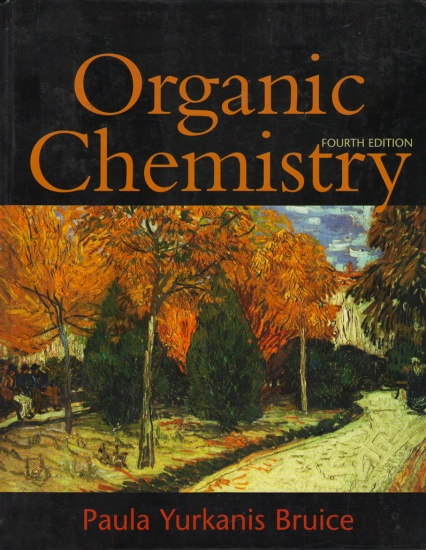 Organic
Chemistry
FOURTH EDITION
Paula Yurkanis Bruice